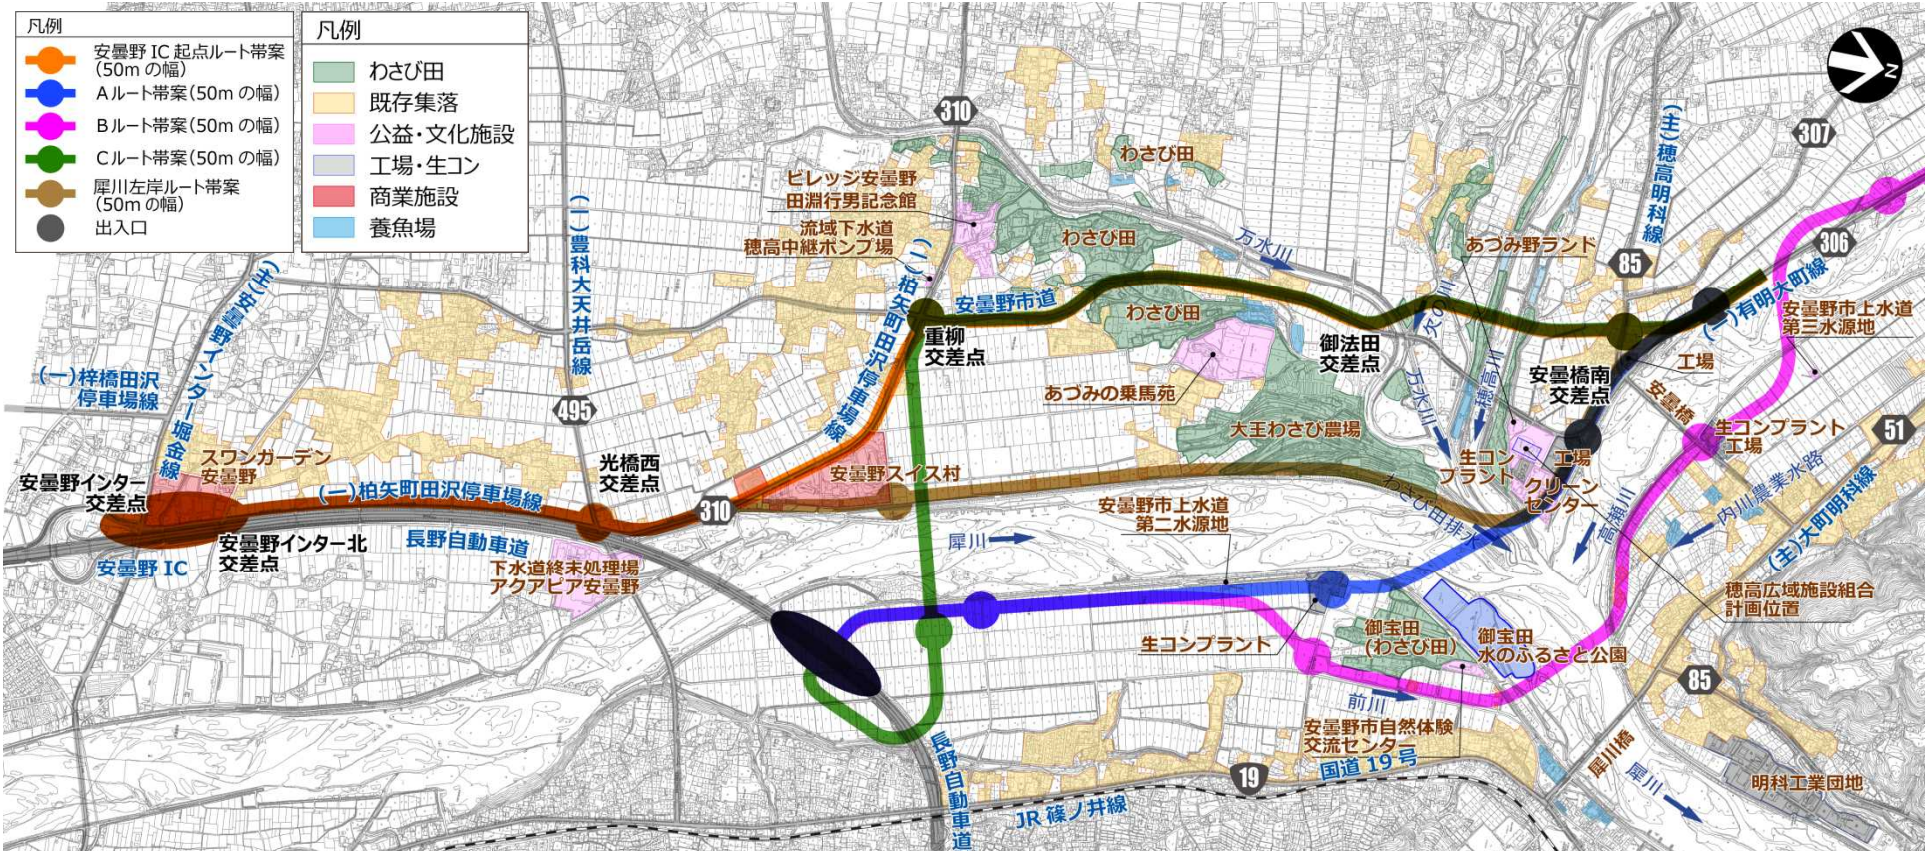 凡例
安曇野 IC 起点ルート帯案
(50m の幅)
Aルート帯案(50m の幅)
Bルート帯案(50m の幅)
Cルート帯案(50m の幅)
犀川左岸ルート帯案
(50m の幅)
出入口
凡例
わさび田
既存集落
公益・文化施設
工場・生コン
商業施設
養魚場
N
310
307
(主)穂高明科線
わさび田
ビレッジ安曇野
田淵行男記念館
流域下水道
穂高中継ポンプ場
(一)豊科大天井岳線
わさび田
万水川
あづみ野ランド
306
85
(主)安曇野インター堀金線
(一)柏矢町田沢停車場線
安曇野市道
わさび田
欠の川
(一)有明大町線
安曇野市上水道
第三水源地
重柳
交差点
御法田
交差点
工場
(一)梓橋田沢
停車場線
495
あづみの乗馬苑
万水川
穂高川
安曇橋南
交差点
安曇橋
大王わさび農場
生コンプラント
工場
51
スワンガーデン
安曇野
光橋西
交差点
安曇野スイス村
生コン
プラント
工場
クリーン
センター
安曇野インター
交差点
(一)柏矢町田沢停車場線
310
安曇野市上水道
第二水源地
わさび田排水
高瀬川
内川農業水路
(主)大町明科線
安曇野インター北
交差点
長野自動車道
犀川
安曇野 IC
下水道終末処理場
アクアピア安曇野
穂高広域施設組合
計画位置
生コンプラント
御宝田
(わさび田)
御宝田
水のふるさと公園
85
前川
安曇野市自然体験
交流センター
長野自動車道
19
国道 19 号
犀川橋
犀川
明科工業団地
JR 篠ノ井線